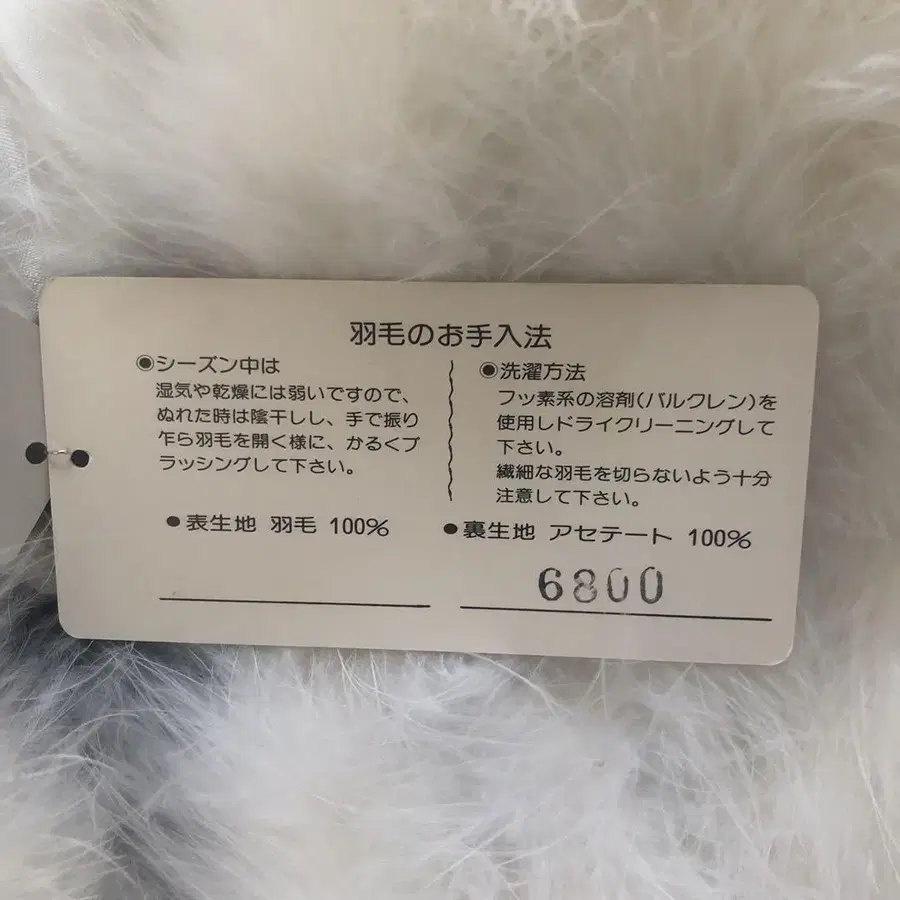 羽毛のお手入法
◉シーズン中は
湿気や乾燥には弱いですので、
ぬれた時は陰干しし、手で振り
乍ら羽毛を開く様に、かるくブ
ラッシングして下さい。
●表生地 羽毛 100%
◉洗濯方法
フッ素系の溶剤(バルクレン)を
使用しドライクリーニングして
下さい。
繊細な羽毛を切らないよう十分
注意して下さい。
●裏生地 アセテート 100%
6800